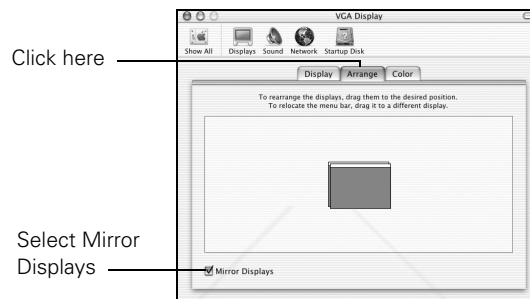 VGA Display
Show All Displays Sound Network Startup Disk
Click here
Display Arrange Color
To rearrange the displays, drag them to the desired position.
To relocate the menu bar, drag it to a different display.
Select Mirror
Displays
Mirror Displays